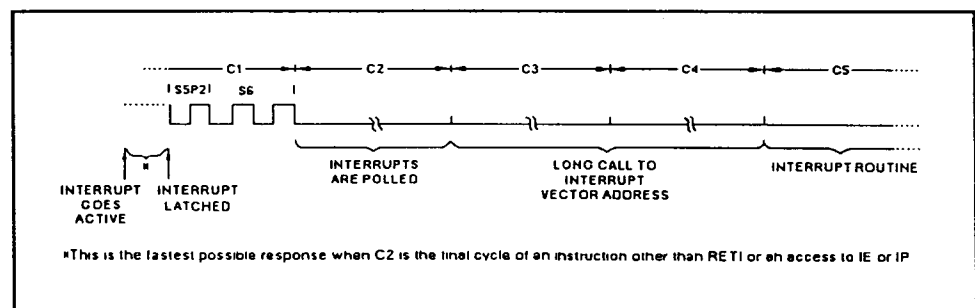 C1 C2 C3 C4 C5
S5P2 S6
INTERRUPT GOES ACTIVE
*
INTERRUPT LATCHED
INTERRUPTS ARE POLLED
LONG CALL TO INTERRUPT VECTOR ADDRESS
INTERRUPT ROUTINE
*This is the fastest possible response when C2 is the final cycle of an instruction other than RETI or an access to IE or IP